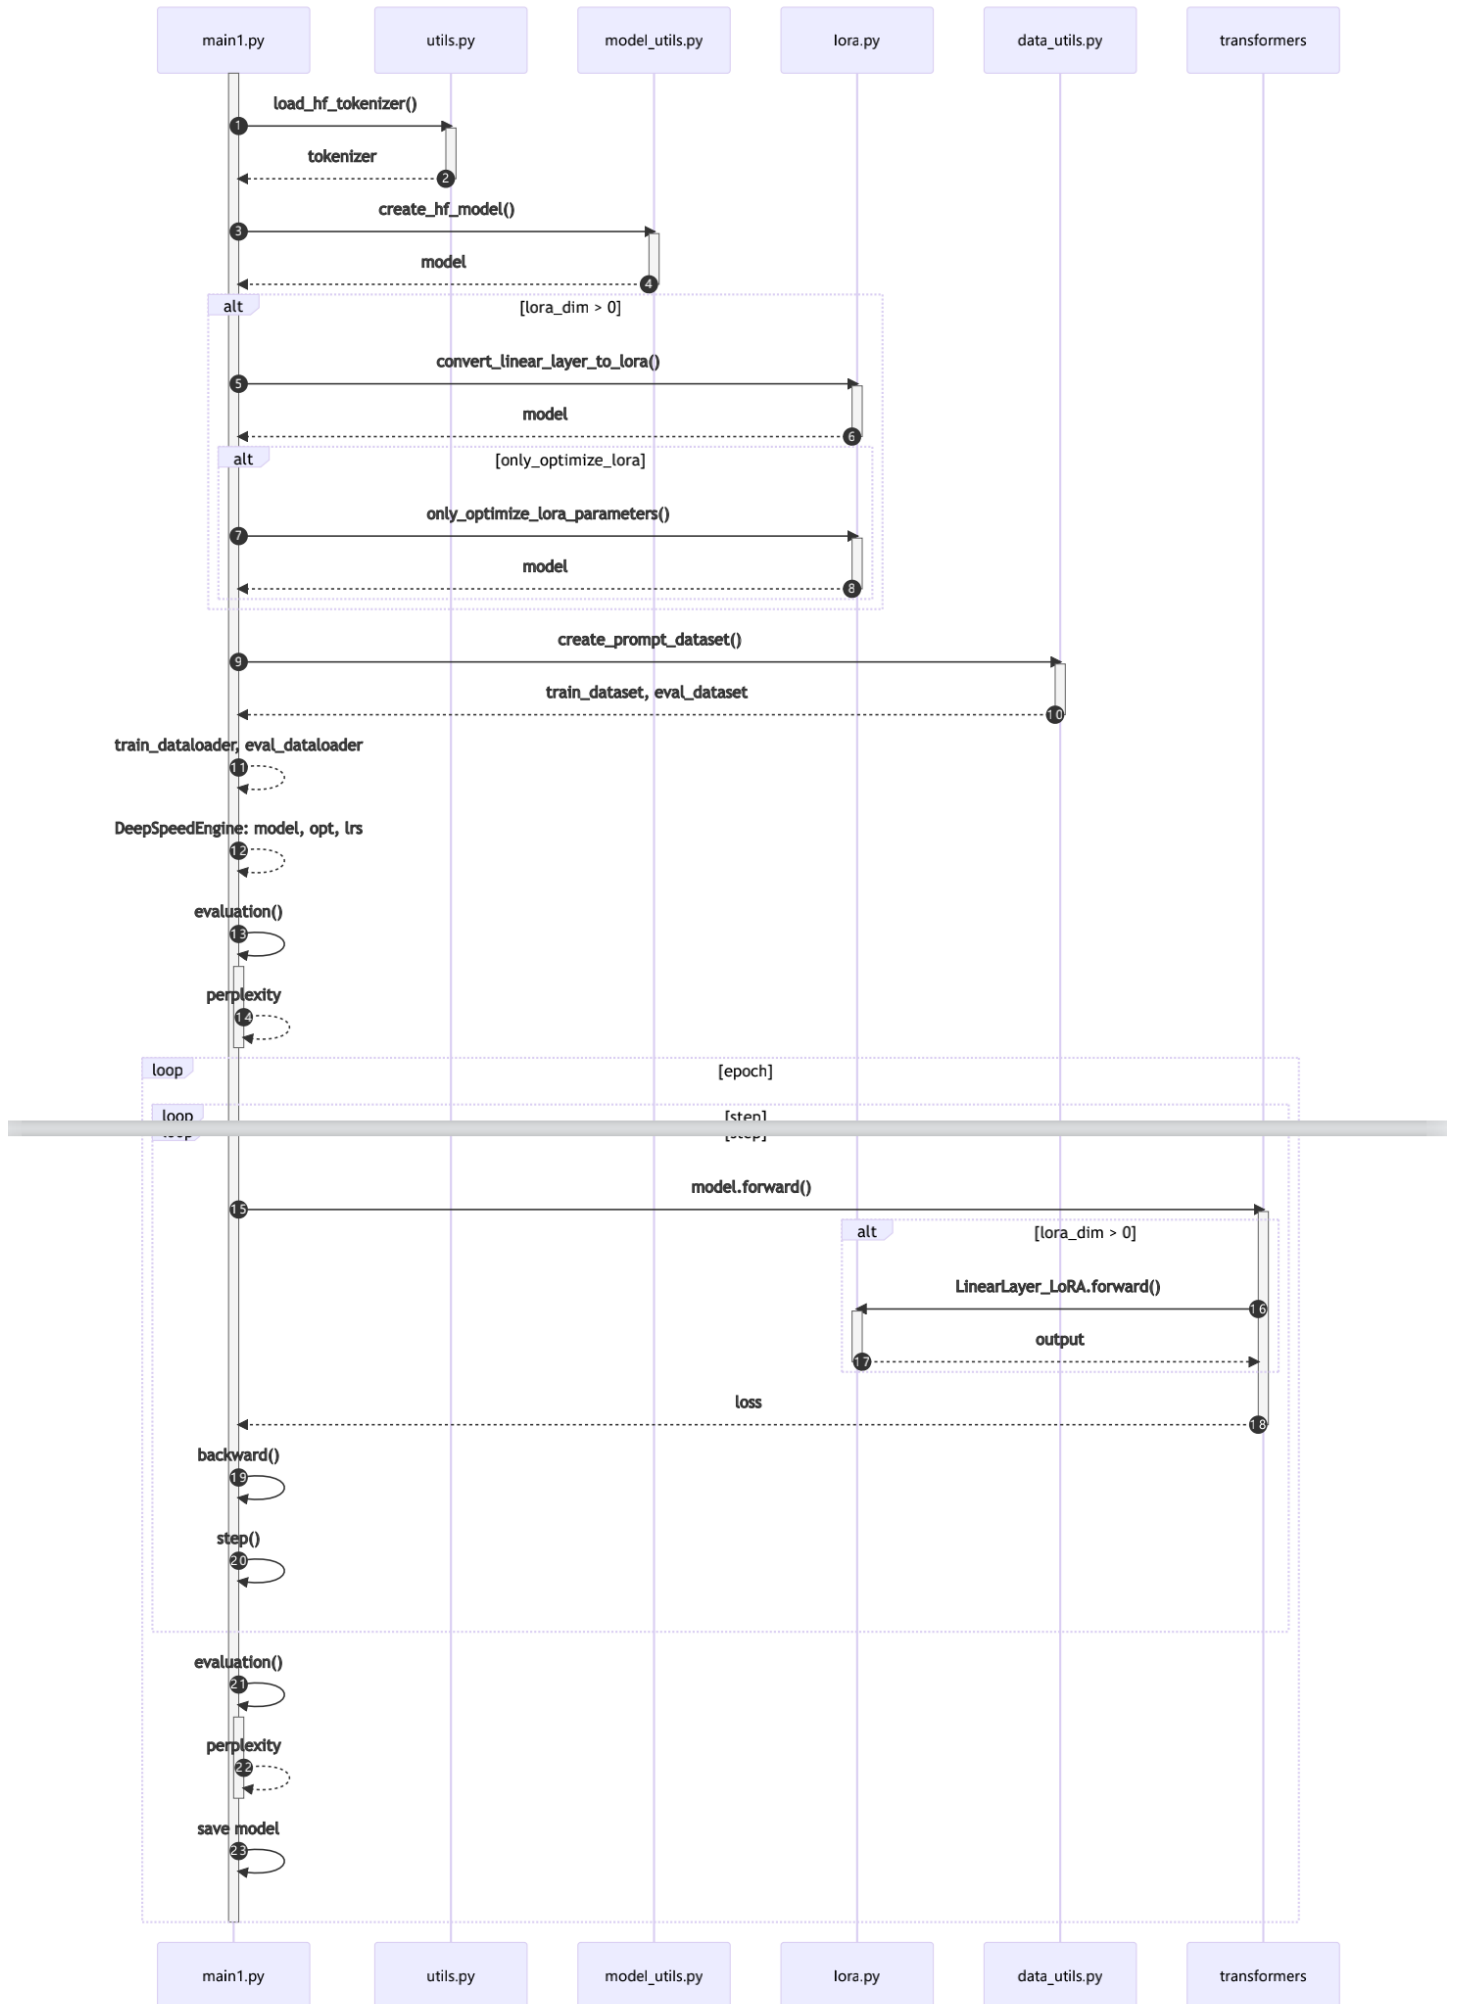 main1.py utils.py model_utils.py lora.py data_utils.py transformers
load_hf_tokenizer()
1
tokenizer
2
create_hf_model()
3
model
4
alt [lora_dim > 0]
convert_linear_layer_to_lora()
5
model
6
alt [only_optimize_lora]
only_optimize_lora_parameters()
7
model
8
create_prompt_dataset()
9
train_dataset, eval_dataset
10
train_dataloader, eval_dataloader
11
DeepSpeedEngine: model, opt, lrs
12
evaluation()
13
perplexity
14
loop [epoch]
loop [step]
loop [step]
model.forward()
15
alt [lora_dim > 0]
LinearLayer_LoRA.forward()
16
output
17
loss
18
backward()
19
step()
20
evaluation()
21
perplexity
22
save model
23
main1.py utils.py model_utils.py lora.py data_utils.py transformers